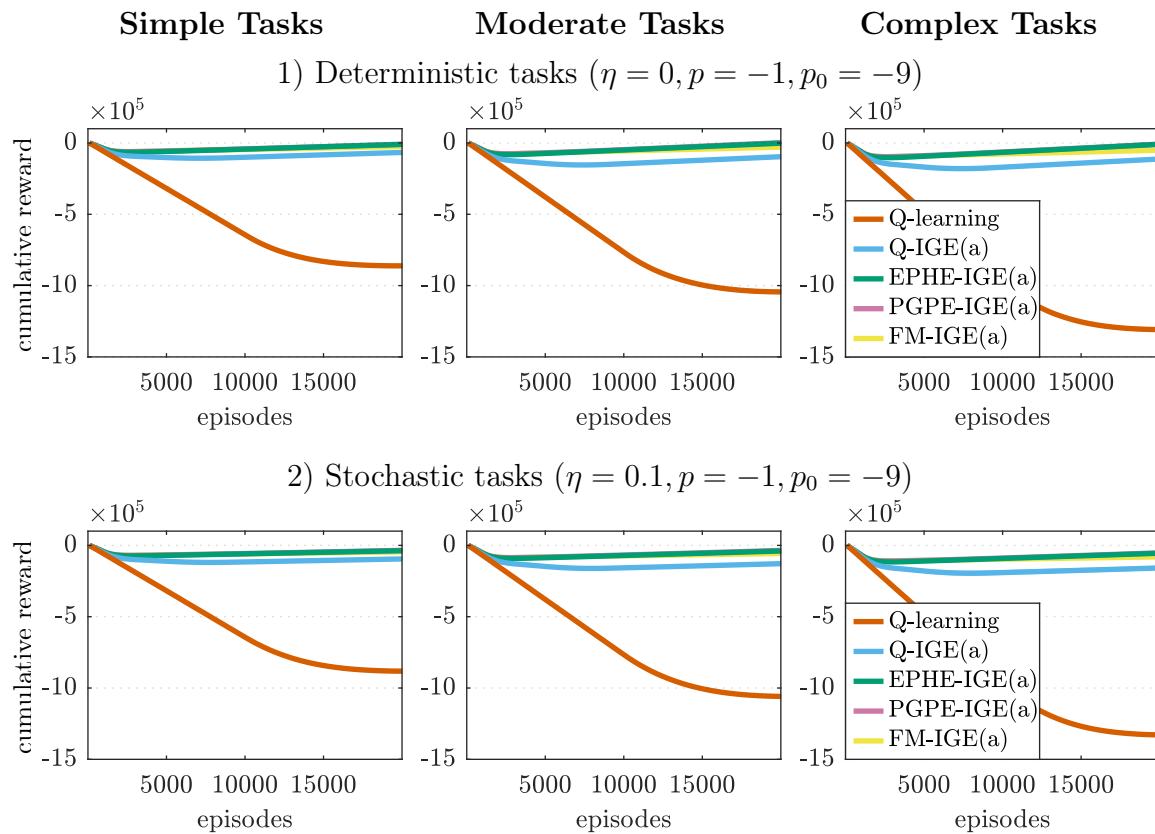 Simple Tasks Moderate Tasks Complex Tasks
1) Deterministic tasks (η = 0, p = −1, p₀ = −9)
×10⁵ ×10⁵ ×10⁵
0 0 0
-5 -5 -5
-10 -10 -10
-15 -15 -15
cumulative reward
Q-learning
Q-IGE(a)
EPHE-IGE(a)
PGPE-IGE(a)
FM-IGE(a)
5000 10000 15000 5000 10000 15000 5000 10000 15000
episodes episodes episodes
2) Stochastic tasks (η = 0.1, p = −1, p₀ = −9)
×10⁵ ×10⁵ ×10⁵
0 0 0
-5 -5 -5
-10 -10 -10
-15 -15 -15
cumulative reward
Q-learning
Q-IGE(a)
EPHE-IGE(a)
PGPE-IGE(a)
FM-IGE(a)
5000 10000 15000 5000 10000 15000 5000 10000 15000
episodes episodes episodes